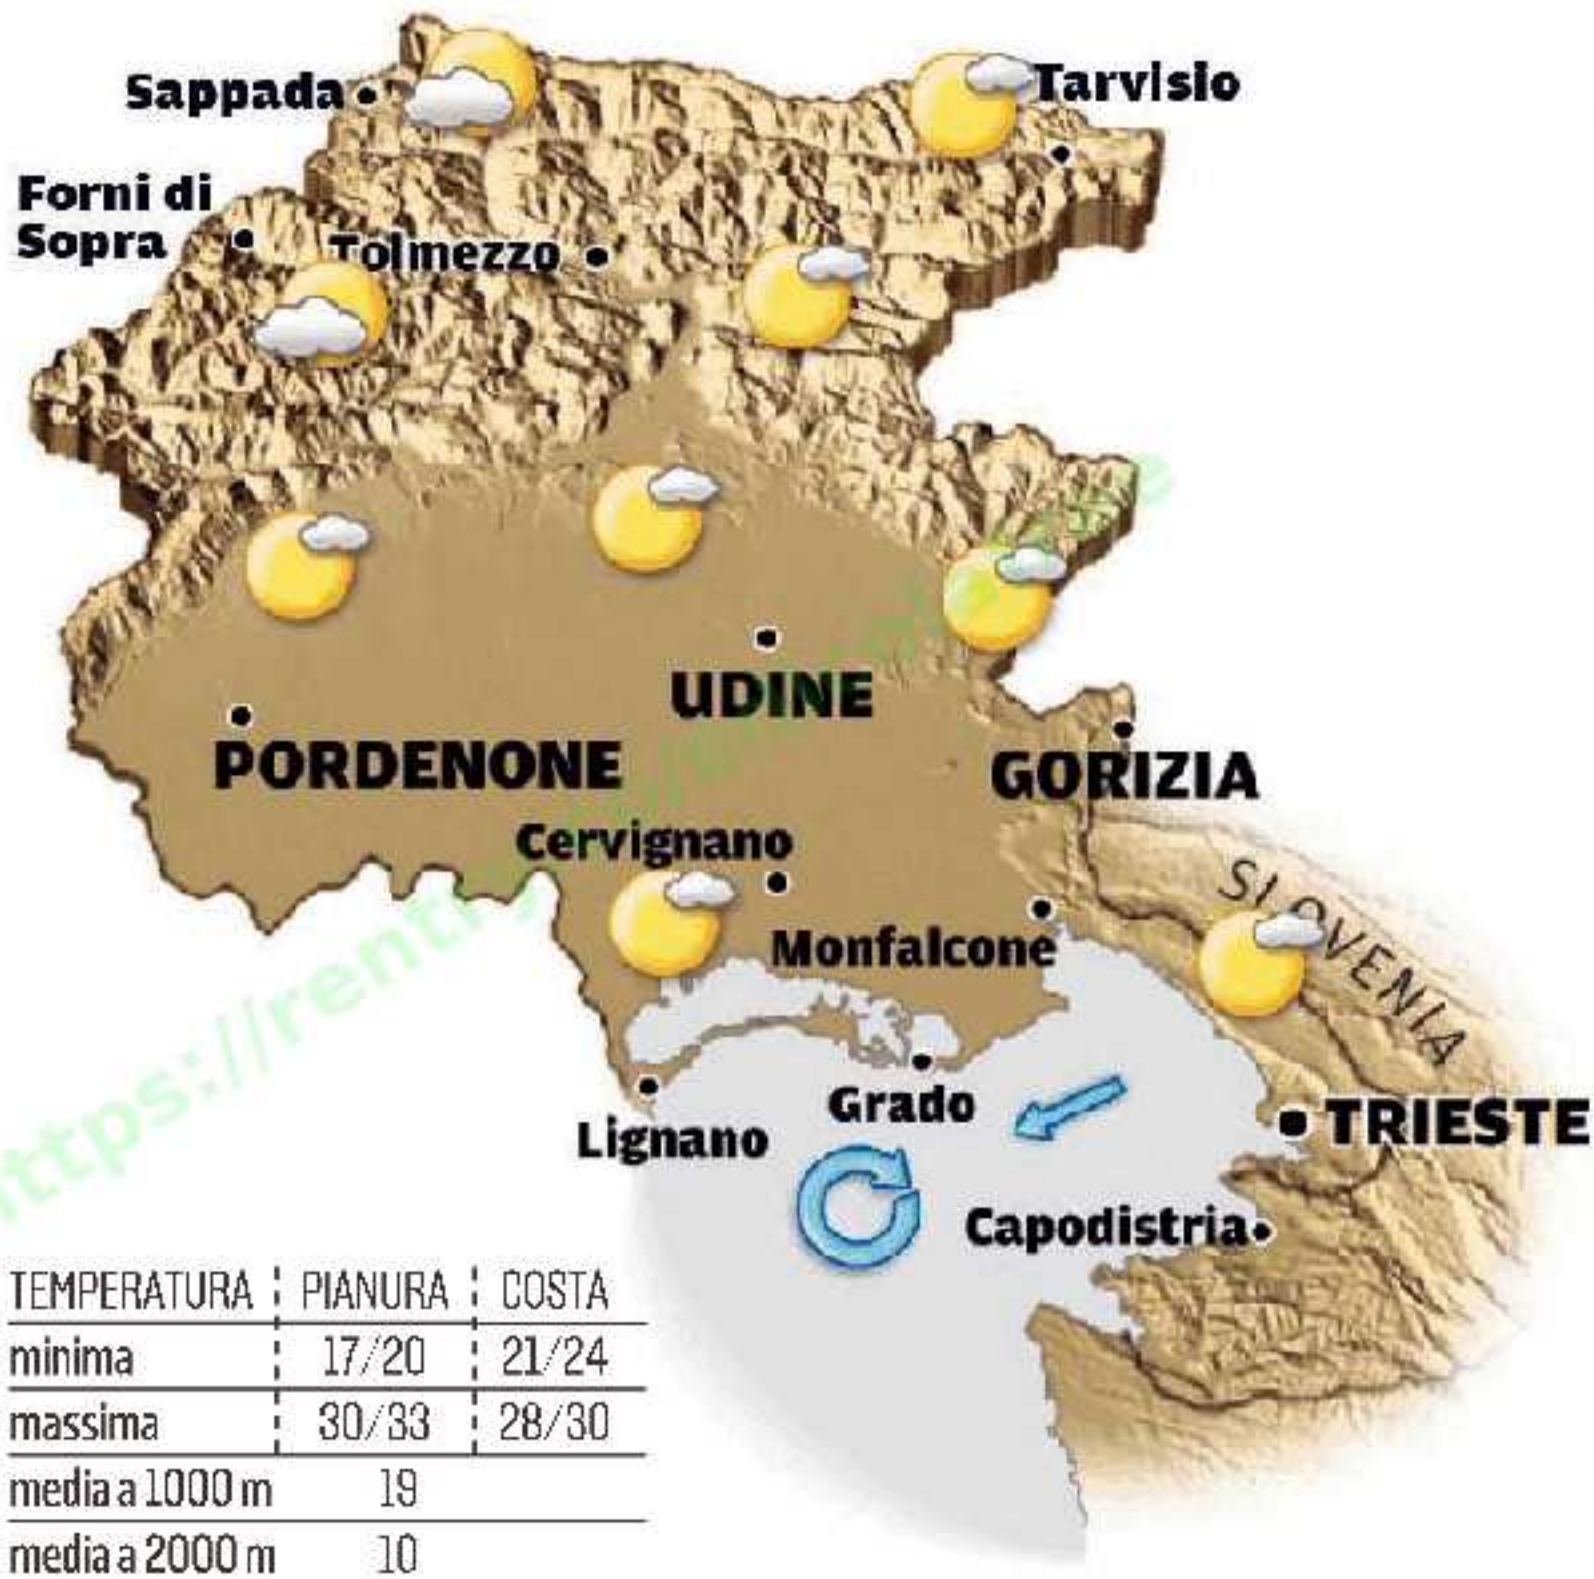 Sappada
Tarvisio
Forni di
Sopra
Tolmezzo
UDINE
PORDENONE
GORIZIA
Cervignano
SLOVENIA
Monfalcone
Grado
TRIESTE
Lignano
Capodistria
TEMPERATURA PIANURA COSTA
minima 17/20 21/24
massima 30/33 28/30
media a 1000 m 19
media a 2000 m 10